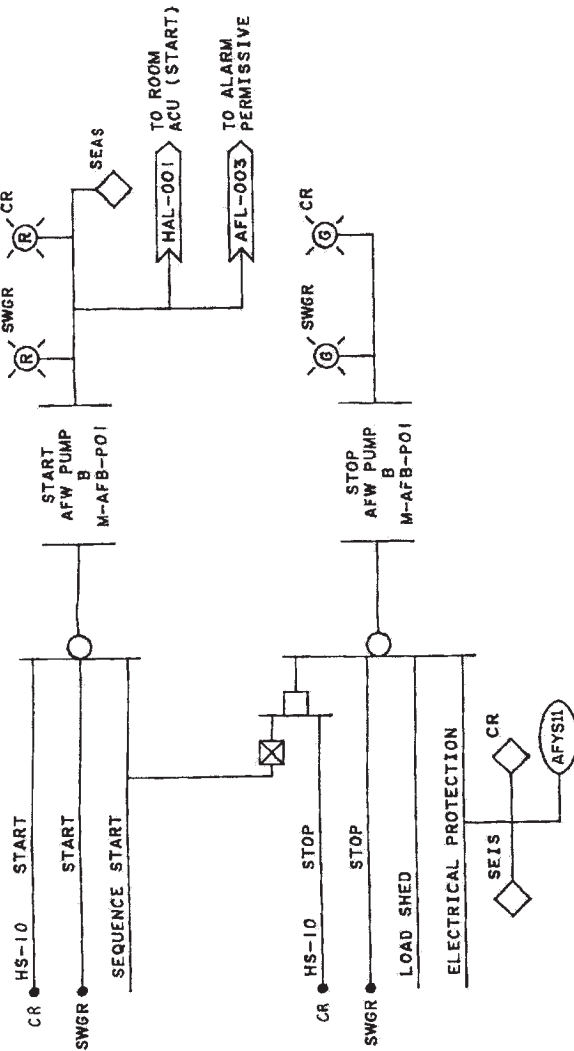 CR
HS-10 START
SWGR
START
SEQUENCE START
START
AFW PUMP
B
M-AFB-P01
SWGR
R
CR
R
SEAS
HAL-001
TO ROOM
ACU (START)
AFL-003
TO ALARM
PERMISSIVE
CR
HS-10 STOP
SWGR
STOP
LOAD SHED
ELECTRICAL PROTECTION
SEIS
CR
AFYS11
STOP
AFW PUMP
B
M-AFB-P01
SWGR
G
CR
G